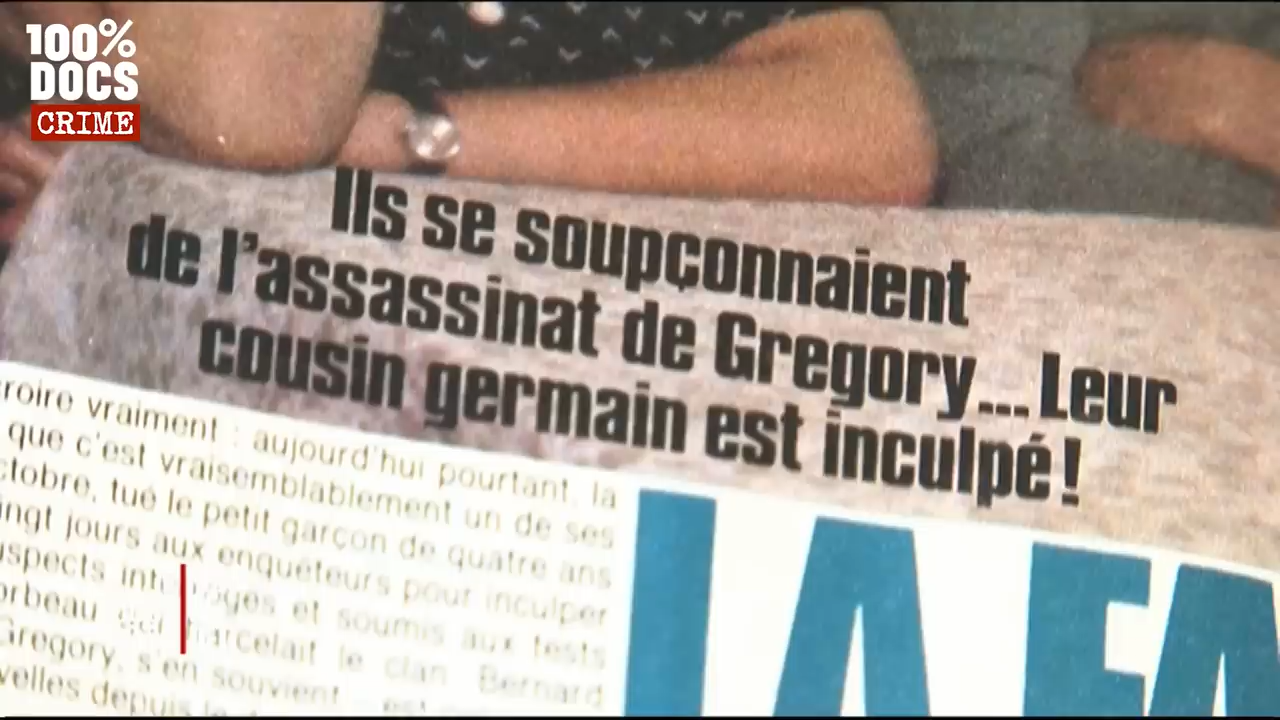 100%
DOCS
CRIME
Ils se soupçonnaient
de l'assassinat de Gregory... Leur
cousin germain est inculpé!
roire vraiment : aujourd'hui pourtant, la
que c'est vraisemblablement un de ses
ctobre, tué le petit garçon de quatre ans
ingt jours aux enquêteurs pour inculper
uspects et soumis aux tests
orbeau qui harcelait le clan Bernard
Gregory, s'en souvient
velles depuis
LA FA